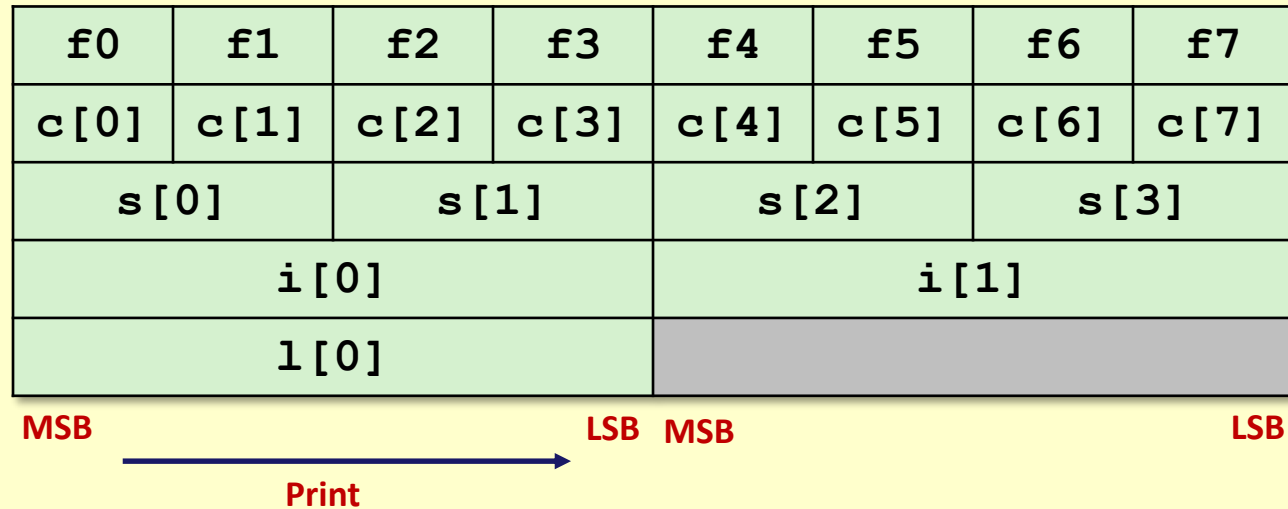 f0 f1 f2 f3 f4 f5 f6 f7
c[0] c[1] c[2] c[3] c[4] c[5] c[6] c[7]
s[0] s[1] s[2] s[3]
i[0] i[1]
l[0]
MSB LSB MSB LSB
Print